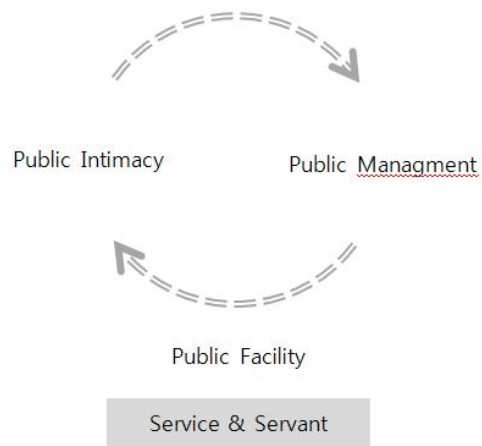 Public Intimacy
Public Managment
Public Facility
Service & Servant